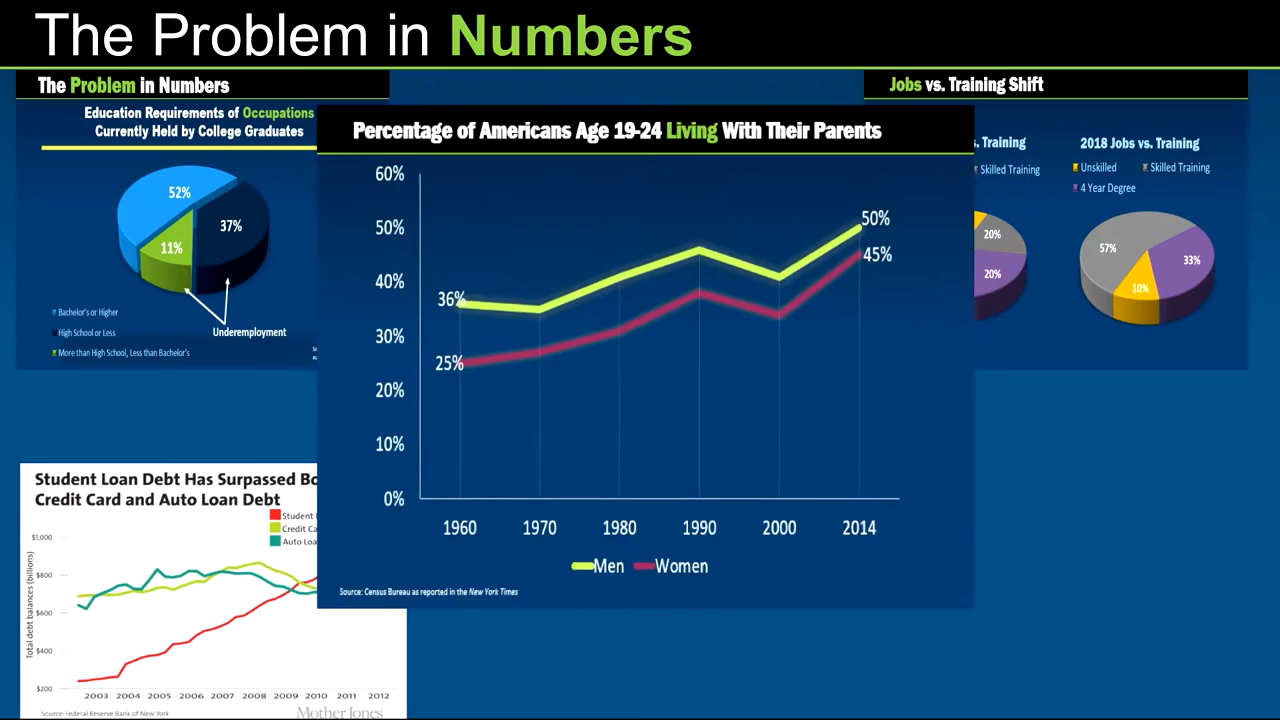 The Problem in Numbers
The Problem in Numbers
Education Requirements of Occupations
Currently Held by College Graduates
52%
37%
11%
Bachelor's or Higher
High School or Less
Underemployment
More than High School, Less than Bachelor's
Percentage of Americans Age 19-24 Living With Their Parents
60%
50%
40%
30%
20%
10%
0%
36%
25%
50%
45%
1960 1970 1980 1990 2000 2014
Men Women
Source: Census Bureau as reported in the New York Times
Jobs vs. Training Shift
Training
Skilled Training
20%
20%
2018 Jobs vs. Training
Unskilled Skilled Training
4 Year Degree
57%
33%
10%
Student Loan Debt Has Surpassed
Credit Card and Auto Loan Debt
Student
Credit
Auto
Total debt balances (billions)
$1,000
$800
$600
$400
$200
2003 2004 2005 2006 2007 2008 2009 2010 2011 2012
Source: Federal Reserve Bank of New York
Mother Jones